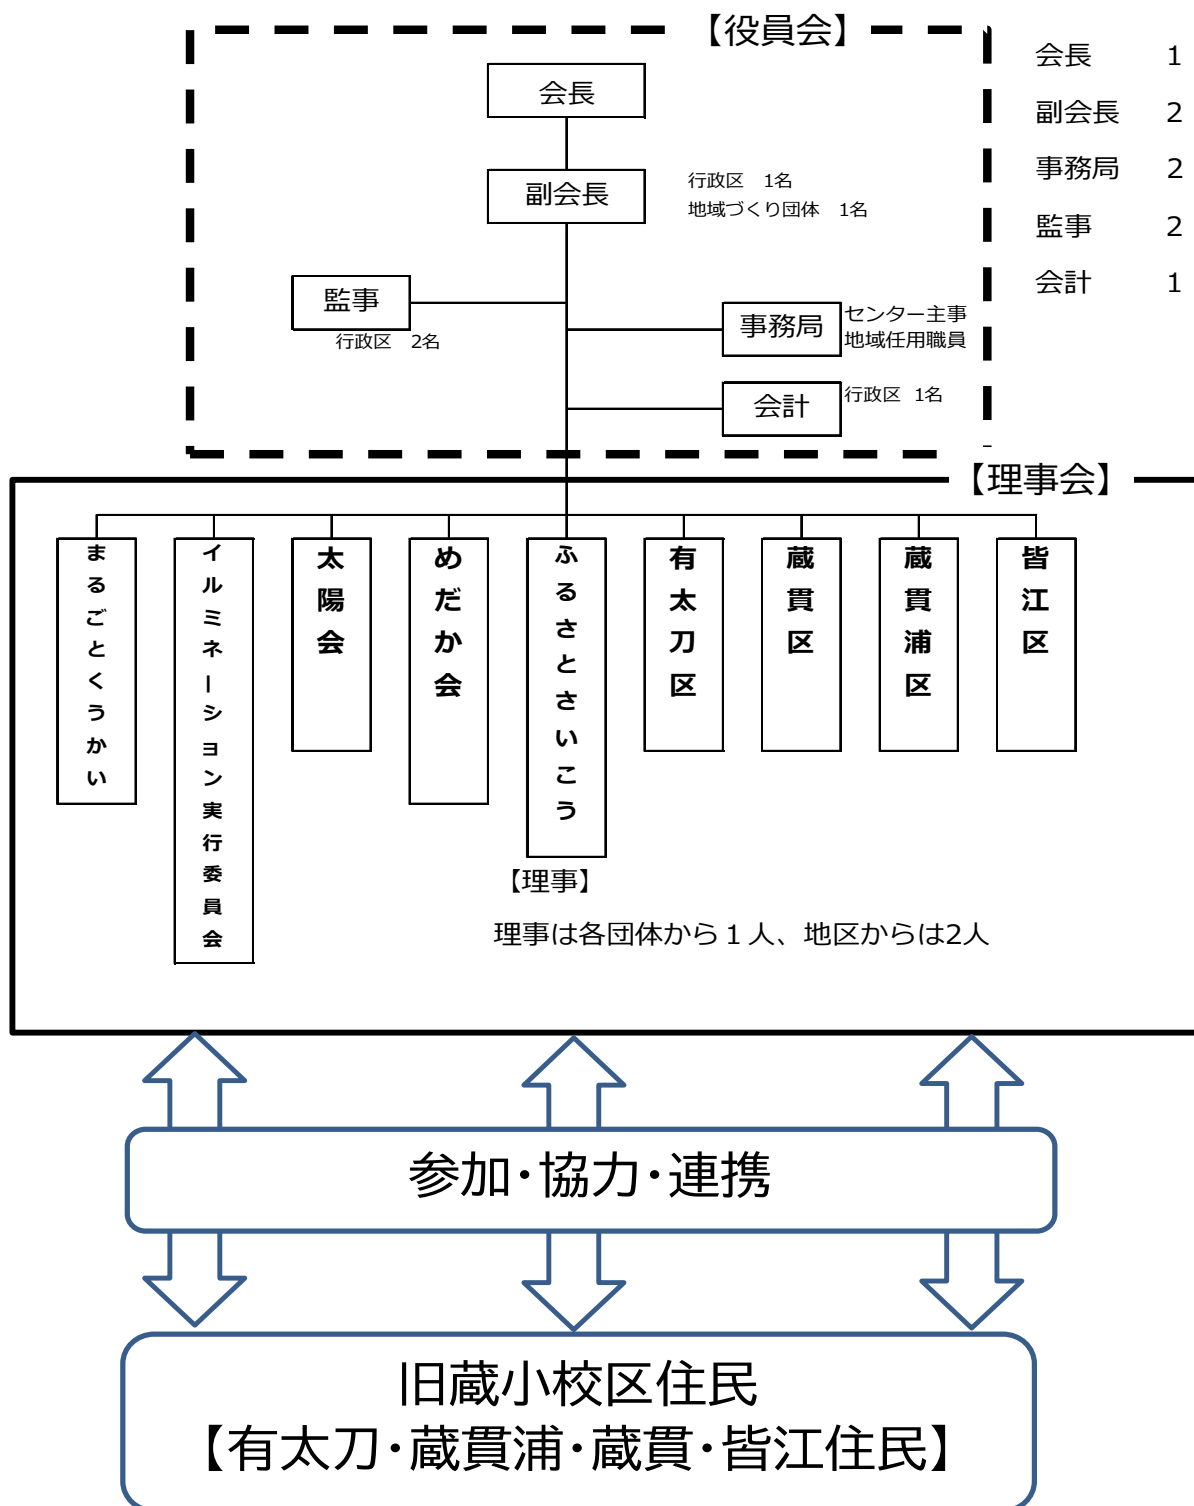 【役員会】
会長 1
副会長 2
事務局 2
監事 2
会計 1
会長
副会長
行政区 1名
地域づくり団体 1名
監事
行政区 2名
事務局
センター主事
地域任用職員
会計
行政区 1名
【理事会】
まるごとくうかい
イルミネーション実行委員会
太陽会
めだか会
ふるさとさいこう
有太刀区
蔵貫区
蔵貫浦区
皆江区
【理事】
理事は各団体から１人、地区からは2人
参加・協力・連携
旧蔵小校区住民
【有太刀・蔵貫浦・蔵貫・皆江住民】